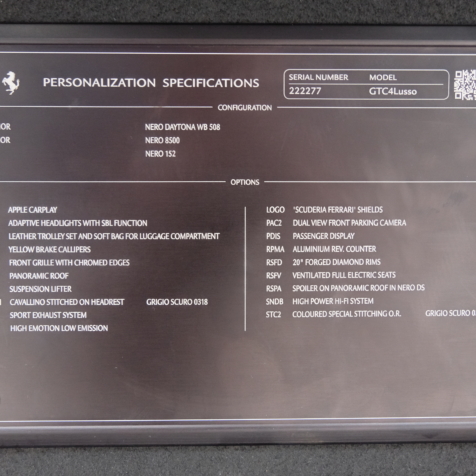 PERSONALIZATION SPECIFICATIONS
SERIAL NUMBER MODEL
222277 GTC4Lusso
CONFIGURATION
OR NERO DAYTONA WB 508
OR NERO 8500
NERO 152
OPTIONS
APPLE CARPLAY
ADAPTIVE HEADLIGHTS WITH SBL FUNCTION
LEATHER TROLLEY SET AND SOFT BAG FOR LUGGAGE COMPARTMENT
YELLOW BRAKE CALLIPERS
FRONT GRILLE WITH CHROMED EDGES
PANORAMIC ROOF
SUSPENSION LIFTER
CAVALLINO STITCHED ON HEADREST GRIGIO SCURO 0318
SPORT EXHAUST SYSTEM
HIGH EMOTION LOW EMISSION
LOGO 'SCUDERIA FERRARI' SHIELDS
PAC2 DUAL VIEW FRONT PARKING CAMERA
PDIS PASSENGER DISPLAY
RPMA ALUMINIUM REV. COUNTER
RSFD 20" FORGED DIAMOND RIMS
RSFV VENTILATED FULL ELECTRIC SEATS
RSPA SPOILER ON PANORAMIC ROOF IN NERO DS
SNDB HIGH POWER HI-FI SYSTEM
STC2 COLOURED SPECIAL STITCHING O.R. GRIGIO SCURO